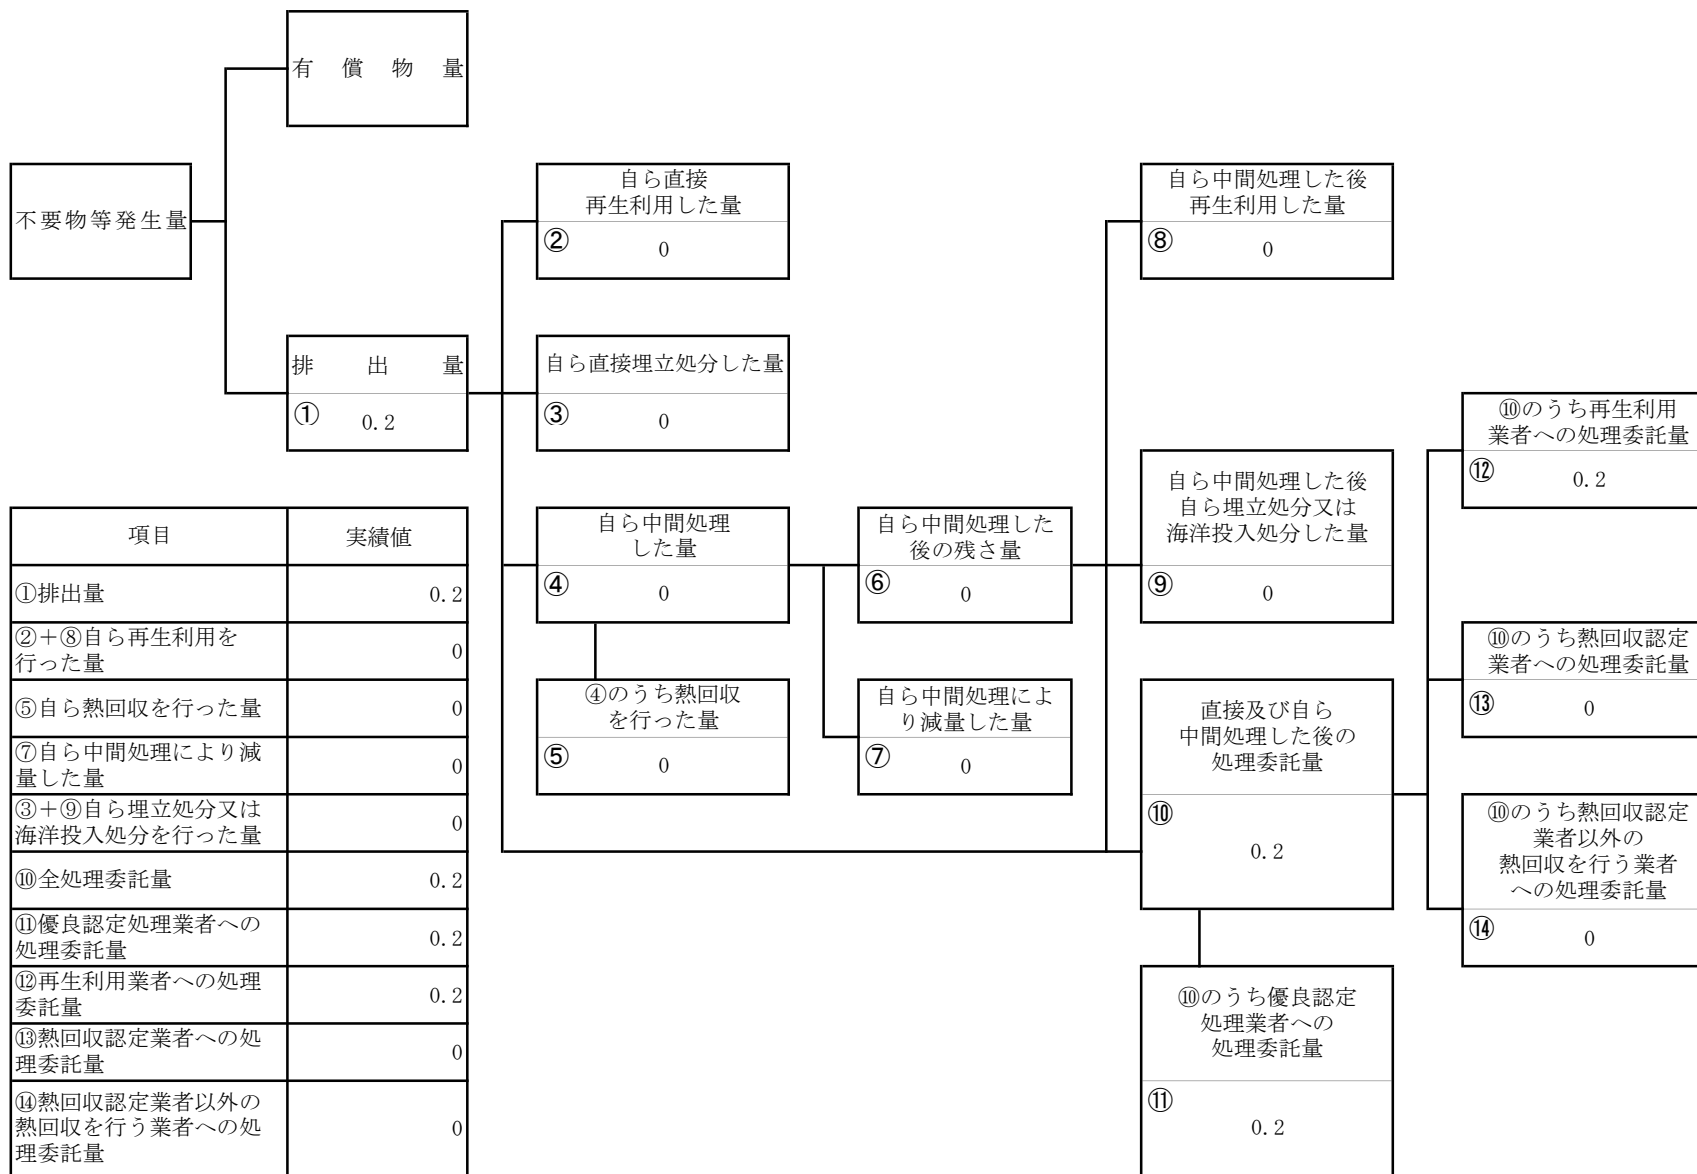 有償物量
不要物等発生量
自ら直接
再生利用した量
② 0
自ら中間処理した後
再生利用した量
⑧ 0
排出量
① 0.2
自ら直接埋立処分した量
③ 0
⑩のうち再生利用
業者への処理委託量
⑫ 0.2
自ら中間処理
した量
④ 0
自ら中間処理した
後の残さ量
⑥ 0
自ら中間処理した後
自ら埋立処分又は
海洋投入処分した量
⑨ 0
⑩のうち熱回収認定
業者への処理委託量
⑬ 0
④のうち熱回収
を行った量
⑤ 0
自ら中間処理によ
り減量した量
⑦ 0
直接及び自ら
中間処理した後の
処理委託量
⑩
0.2
⑩のうち熱回収認定
業者以外の
熱回収を行う業者
への処理委託量
⑭ 0
⑩のうち優良認定
処理業者への
処理委託量
⑪
0.2
項目 実績値
①排出量 0.2
②+⑧自ら再生利用を
行った量 0
⑤自ら熱回収を行った量 0
⑦自ら中間処理により減
量した量 0
③+⑨自ら埋立処分又は
海洋投入処分を行った量 0
⑩全処理委託量 0.2
⑪優良認定処理業者への
処理委託量 0.2
⑫再生利用業者への処理
委託量 0.2
⑬熱回収認定業者への処
理委託量 0
⑭熱回収認定業者以外の
熱回収を行う業者への処
理委託量 0